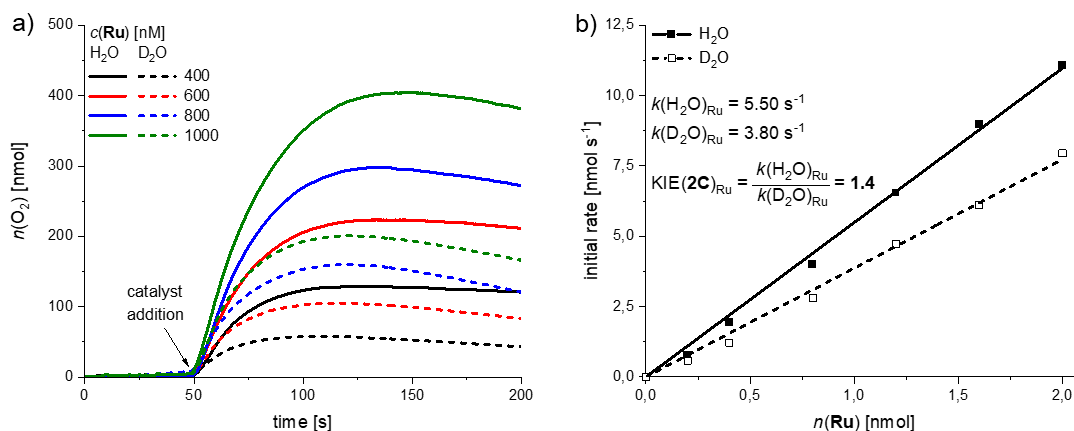 a)
c(Ru) [nM]
H₂O D₂O
400
600
800
1000
catalyst
addition
n(O₂) [nmol]
500
400
300
200
100
0
0 50 100 150 200
time [s]
b)
H₂O
D₂O
k(H₂O)Ru = 5.50 s⁻¹
k(D₂O)Ru = 3.80 s⁻¹
KIE(2C)Ru = k(H₂O)Ru / k(D₂O)Ru = 1.4
initial rate [nmol s⁻¹]
12,5
10,0
7,5
5,0
2,5
0,0
0,0 0,5 1,0 1,5 2,0
n(Ru) [nmol]